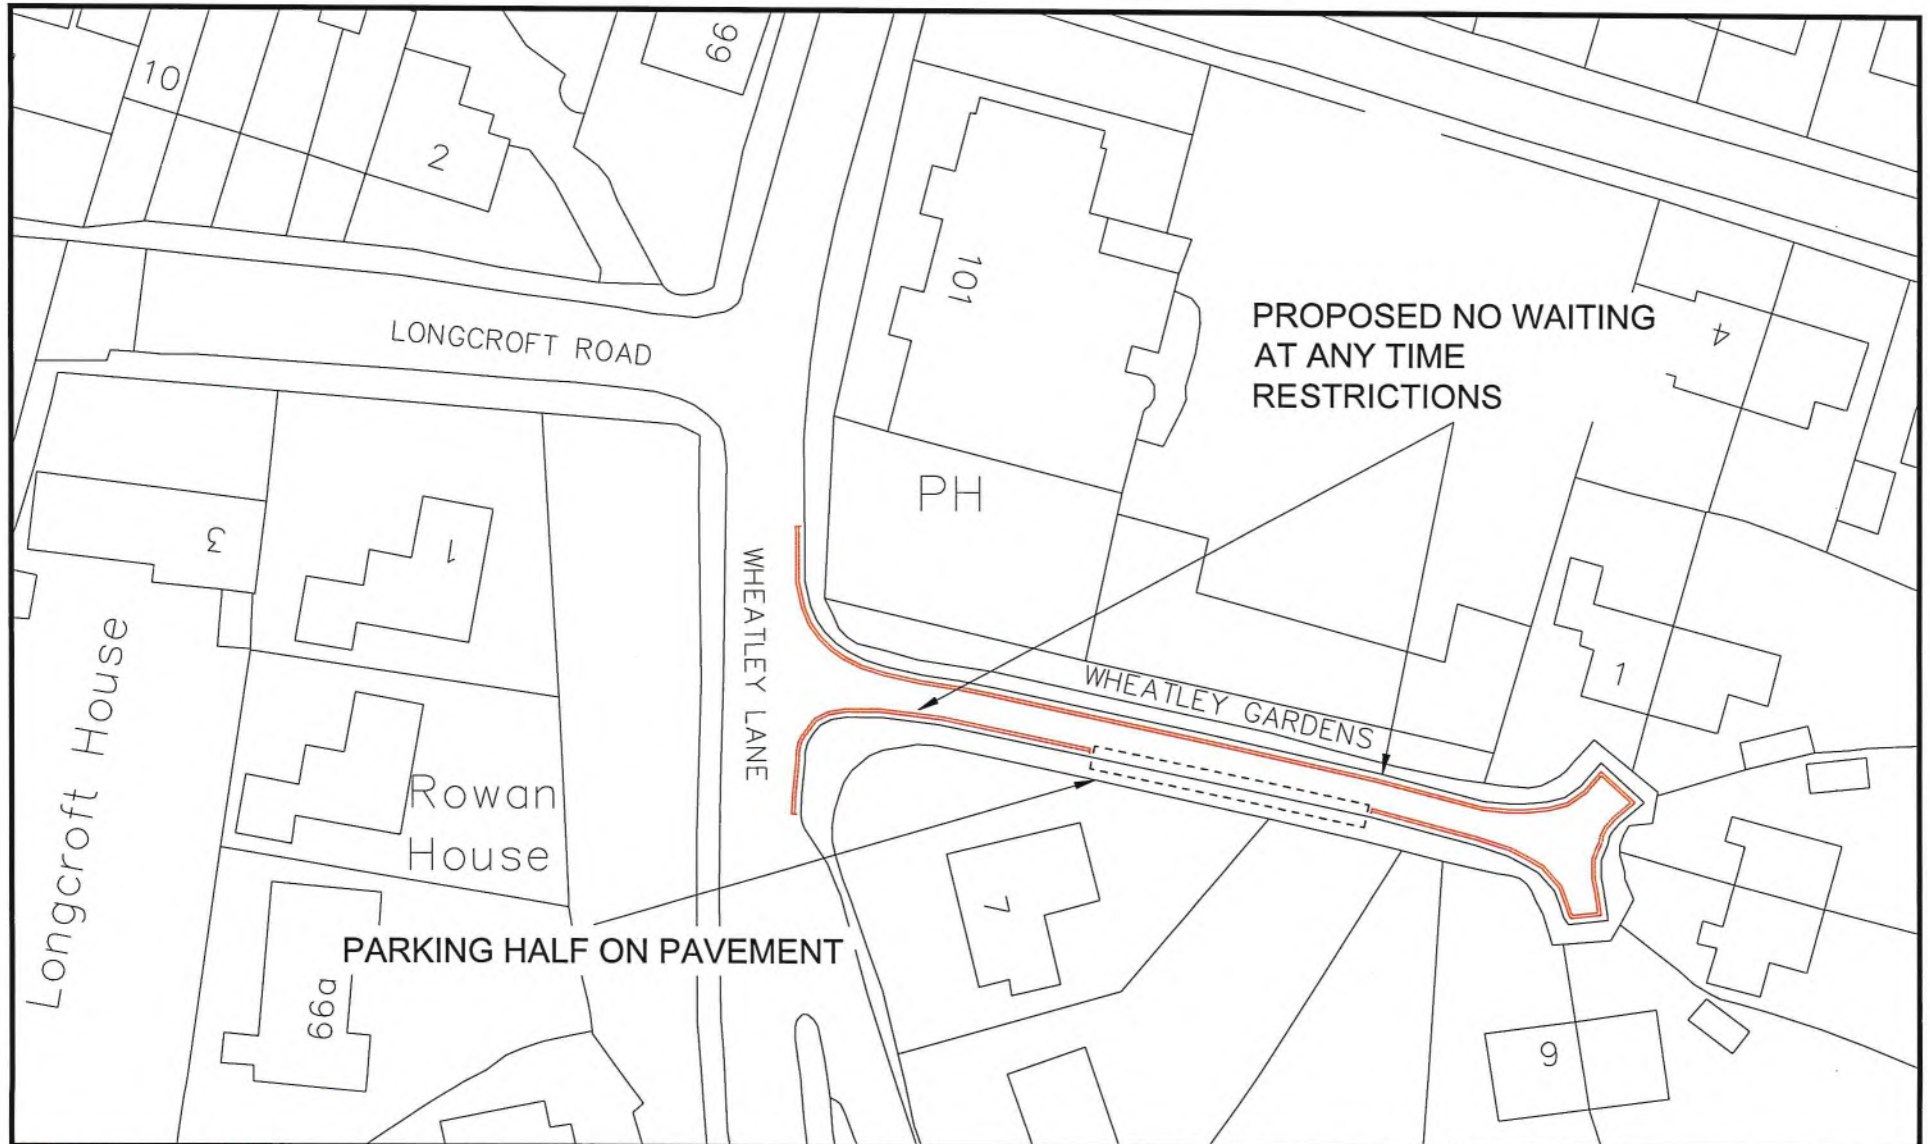 10
2
99
101
LONGCROFT ROAD
PROPOSED NO WAITING
AT ANY TIME
RESTRICTIONS
4
PH
3
1
WHEATLEY LANE
WHEATLEY GARDENS
1
Longcroft House
Rowan
House
7
PARKING HALF ON PAVEMENT
66a
9